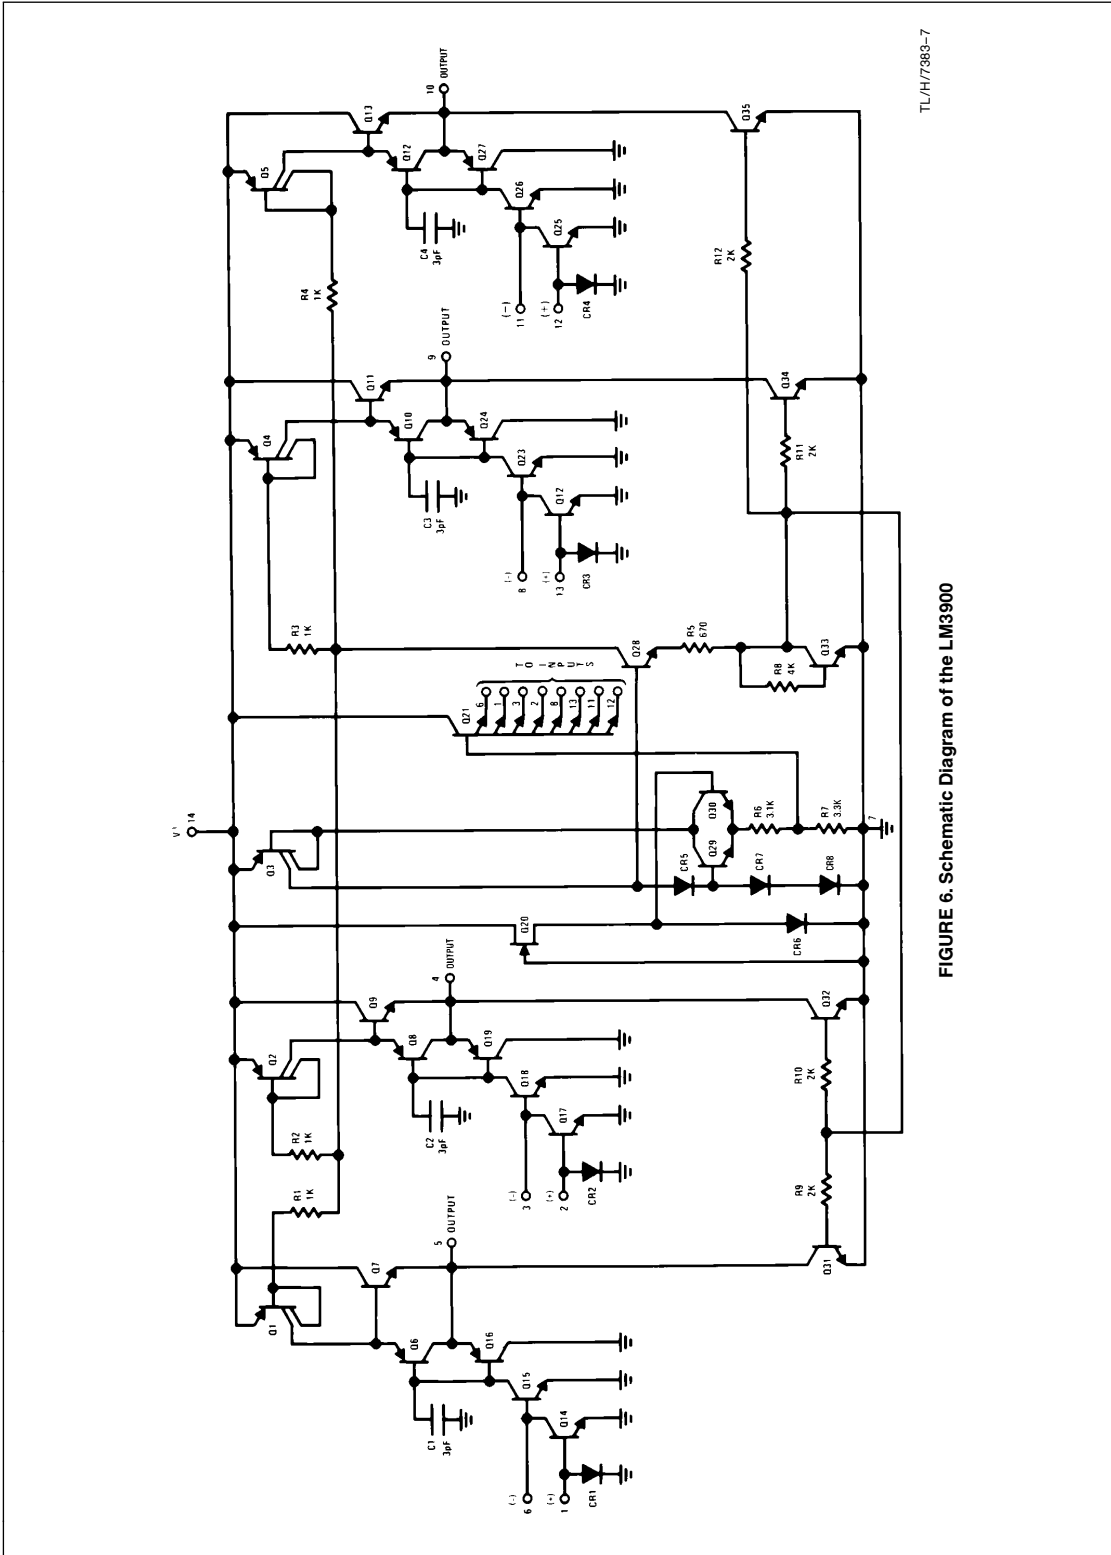 V+
14
Q1
Q2
Q3
Q4
Q5
R1
1K
R2
1K
R3
1K
R4
1K
Q7
Q9
Q11
Q13
Q6
Q8
Q10
Q12
5
OUTPUT
4
OUTPUT
9
OUTPUT
10
OUTPUT
C1
3pF
C2
3pF
C3
3pF
C4
3pF
Q16
Q19
Q24
Q27
Q15
Q18
Q23
Q26
Q14
Q17
Q12
Q25
(-)
6
(+)
1
CR1
(-)
3
(+)
2
CR2
(-)
8
(+)
13
CR3
(-)
11
(+)
12
CR4
Q21
6
1
3
2
8
13
11
12
TO INPUTS
Q20
CR6
Q28
CR5
Q29
Q30
CR7
CR8
R6
3.1K
R7
3.3K
7
R5
670
R8
4K
Q33
R9
2K
R10
2K
R11
2K
R12
2K
Q31
Q32
Q34
Q35
TL/H/7383–7
FIGURE 6. Schematic Diagram of the LM3900